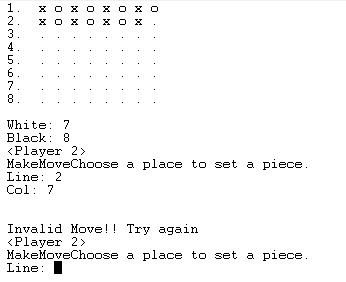 1. x o x o x o x o
2. x o x o x o x .
3. . . . . . . . .
4. . . . . . . . .
5. . . . . . . . .
6. . . . . . . . .
7. . . . . . . . .
8. . . . . . . . .
White: 7
Black: 8
<Player 2>
MakeMoveChoose a place to set a piece.
Line: 2
Col: 7
Invalid Move!! Try again
<Player 2>
MakeMoveChoose a place to set a piece.
Line: